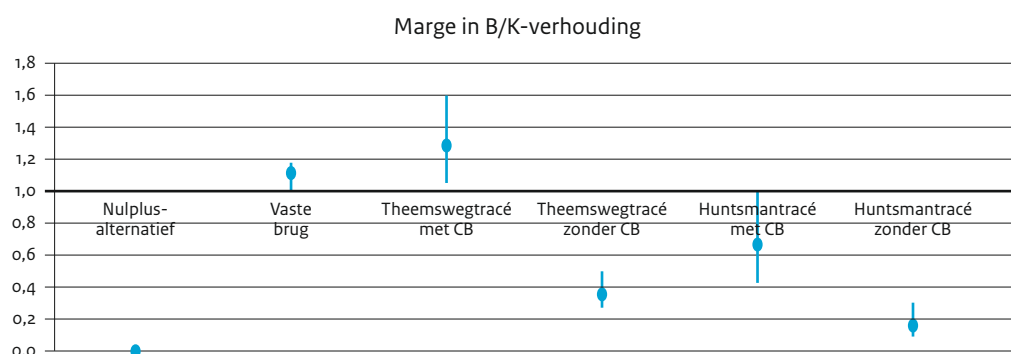 Marge in B/K-verhouding
1,8
1,6
1,4
1,2
1,0
Nulplus-
alternatief
Vaste
brug
Theemswegtracé
met CB
Theemswegtracé
zonder CB
Huntsmantracé
met CB
Huntsmantracé
zonder CB
0,8
0,6
0,4
0,2
0,0